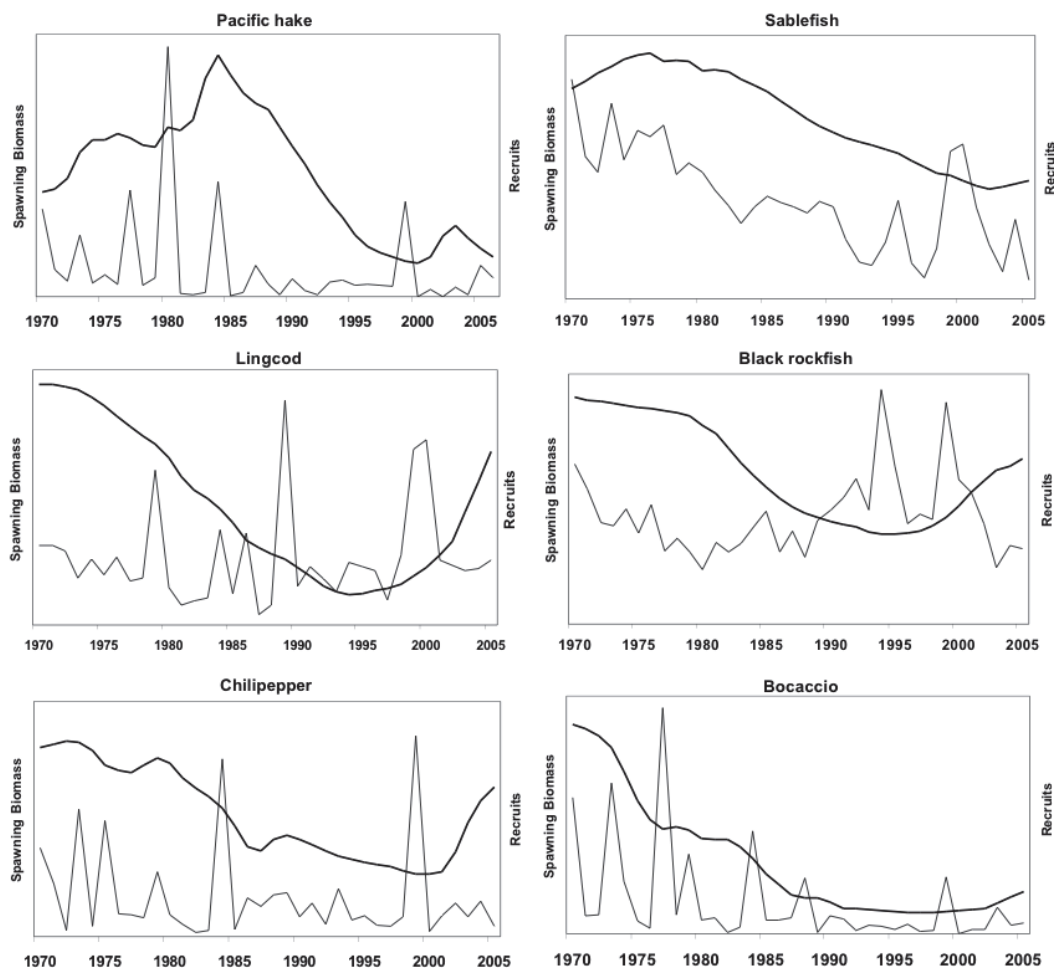 Pacific hake
Spawning Biomass
Recruits
1970 1975 1980 1985 1990 1995 2000 2005
Sablefish
Spawning Biomass
Recruits
1970 1975 1980 1985 1990 1995 2000 2005
Lingcod
Spawning Biomass
Recruits
1970 1975 1980 1985 1990 1995 2000 2005
Black rockfish
Spawning Biomass
Recruits
1970 1975 1980 1985 1990 1995 2000 2005
Chilipepper
Spawning Biomass
Recruits
1970 1975 1980 1985 1990 1995 2000 2005
Bocaccio
Spawning Biomass
Recruits
1970 1975 1980 1985 1990 1995 2000 2005